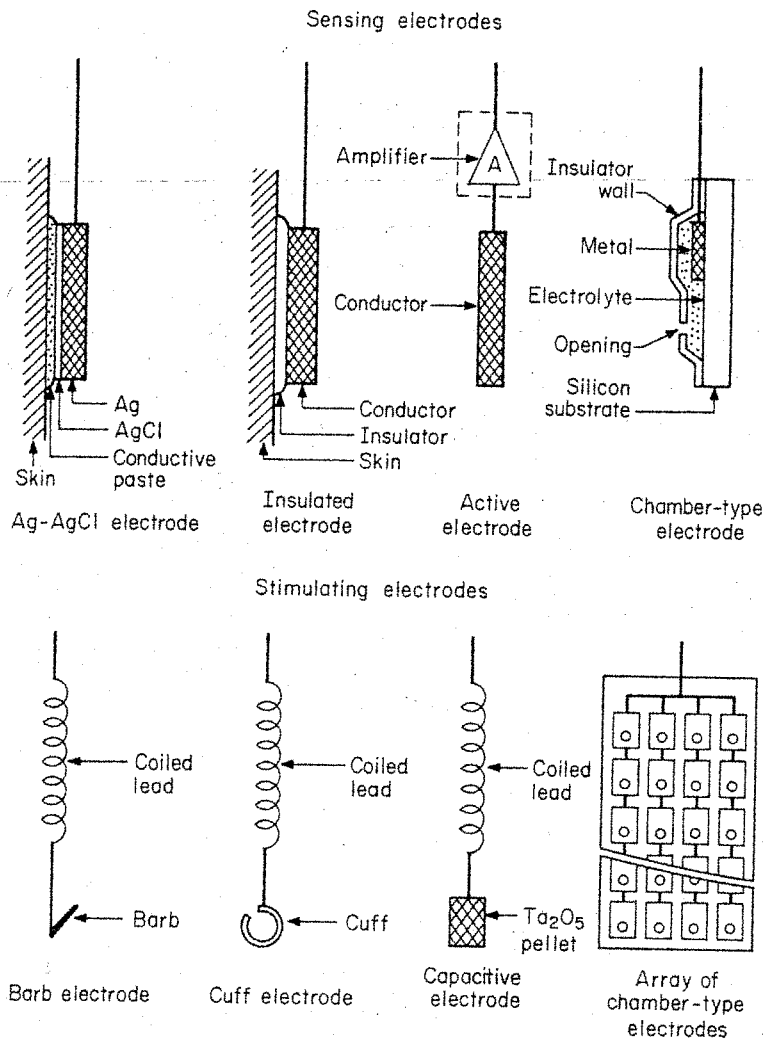 Sensing electrodes
Amplifier
A
Conductor
Insulator
wall
Metal
Electrolyte
Opening
Silicon
substrate
Ag
AgCl
Conductive
paste
Skin
Ag-AgCl electrode
Conductor
Insulator
Skin
Insulated
electrode
Active
electrode
Chamber-type
electrode
Stimulating electrodes
Coiled
lead
Barb
Barb electrode
Coiled
lead
Cuff
Cuff electrode
Coiled
lead
Ta₂O₅
pellet
Capacitive
electrode
Array of
chamber-type
electrodes